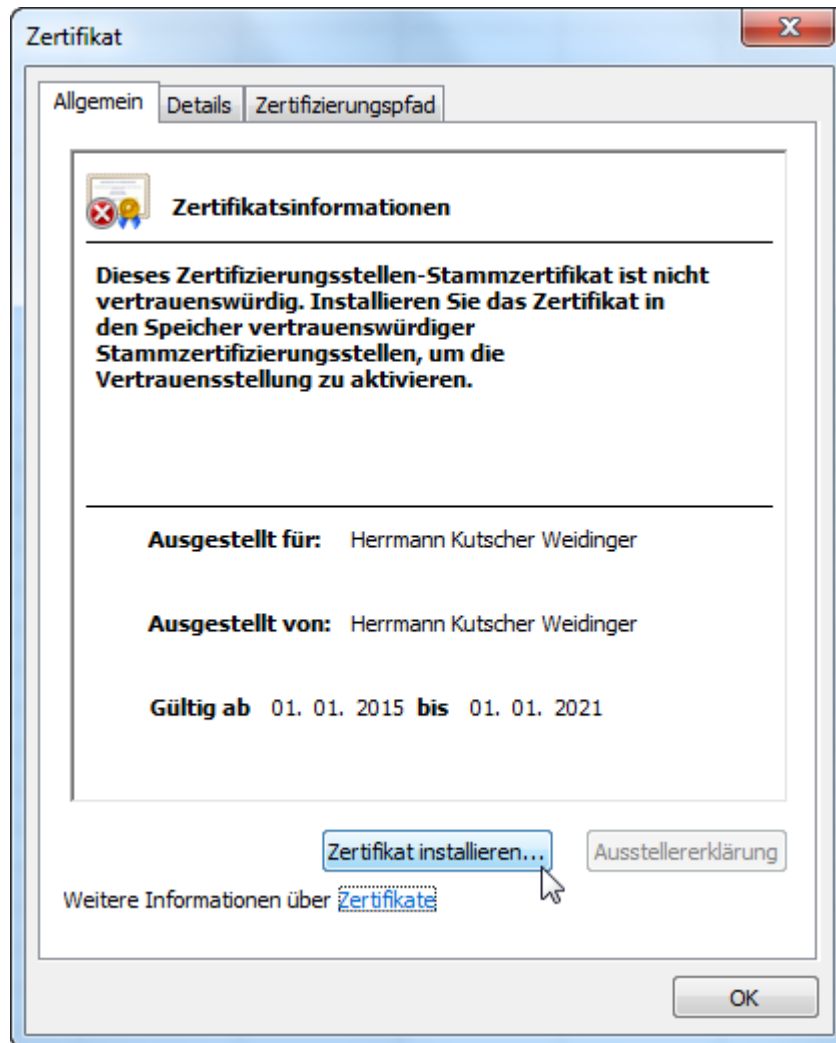 Zertifikat
Allgemein
Details
Zertifizierungspfad
Zertifikatsinformationen
Dieses Zertifizierungsstellen-Stammzertifikat ist nicht
vertrauenswürdig. Installieren Sie das Zertifikat in
den Speicher vertrauenswürdiger
Stammzertifizierungsstellen, um die
Vertrauensstellung zu aktivieren.
Ausgestellt für: Herrmann Kutscher Weidinger
Ausgestellt von: Herrmann Kutscher Weidinger
Gültig ab 01. 01. 2015 bis 01. 01. 2021
Zertifikat installieren...
Ausstellererklärung
Weitere Informationen über Zertifikate
OK